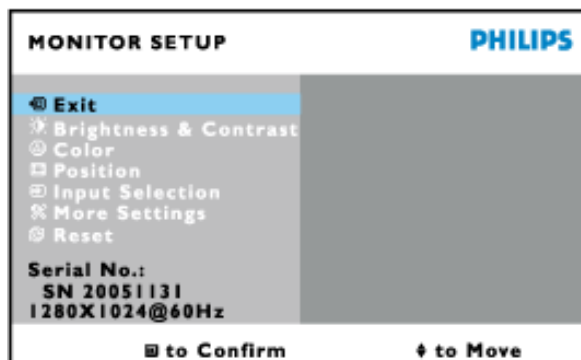 MONITOR SETUP
PHILIPS
Exit
Brightness & Contrast
Color
Position
Input Selection
More Settings
Reset
Serial No.:
SN 20051131
1280X1024@60Hz
to Confirm
to Move